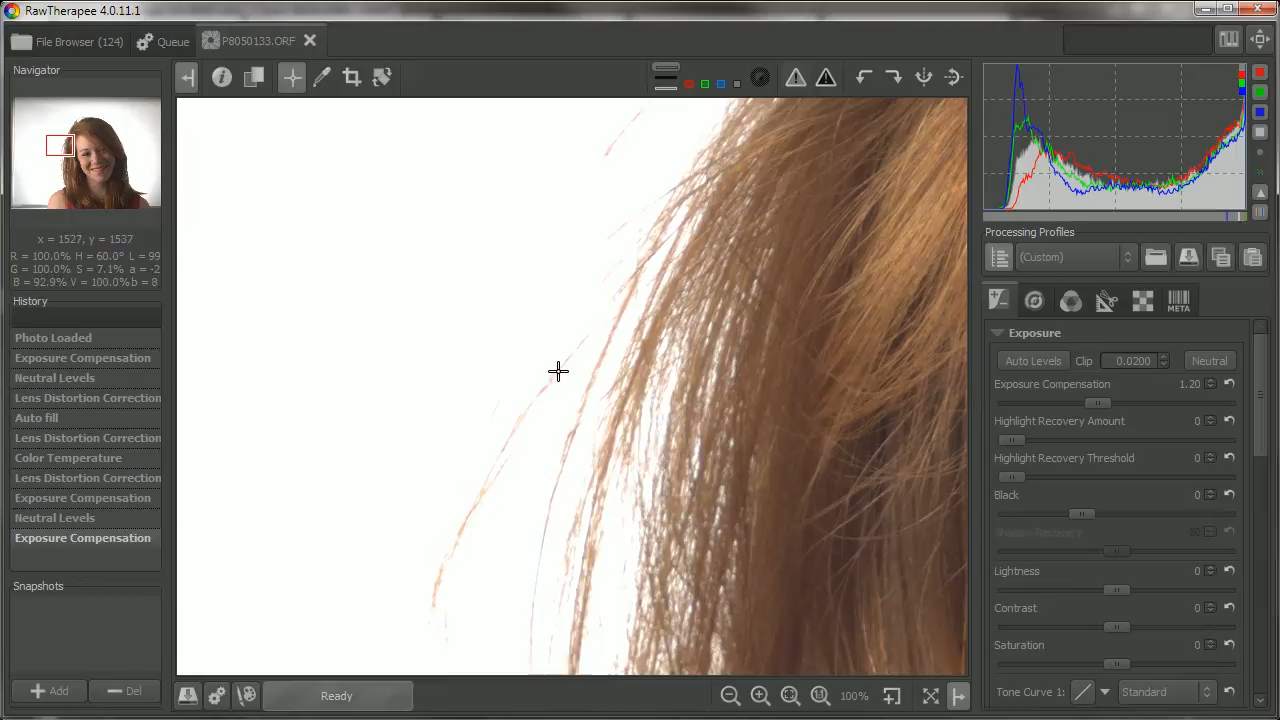 RawTherapee 4.0.11.1
File Browser (124)
Queue
P8050133.ORF
Navigator
x = 1527, y = 1537
R = 100.0% H = 60.0° L = 99
G = 100.0% S = 7.1% a = -2
B = 92.9% V = 100.0% b = 8
History
Photo Loaded
Exposure Compensation
Neutral Levels
Lens Distortion Correction
Auto fill
Lens Distortion Correction
Color Temperature
Lens Distortion Correction
Exposure Compensation
Neutral Levels
Exposure Compensation
Snapshots
Add
Del
Ready
1:1
100%
Processing Profiles
(Custom)
META
Exposure
Auto Levels
Clip
0.0200
Neutral
Exposure Compensation 1.20
Highlight Recovery Amount 0
Highlight Recovery Threshold 0
Black 0
Shadow Recovery 50
Lightness 0
Contrast 0
Saturation 0
Tone Curve 1:
Standard